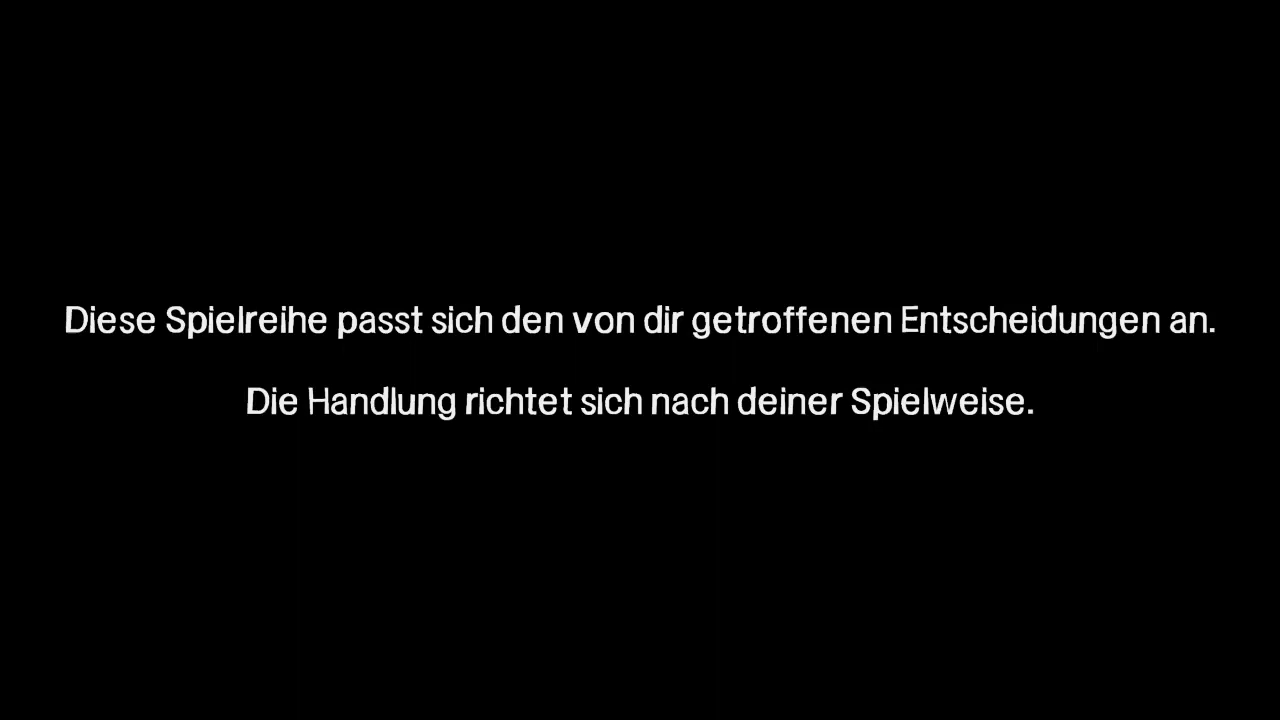 Diese Spielreihe passt sich den von dir getroffenen Entscheidungen an.
Die Handlung richtet sich nach deiner Spielweise.